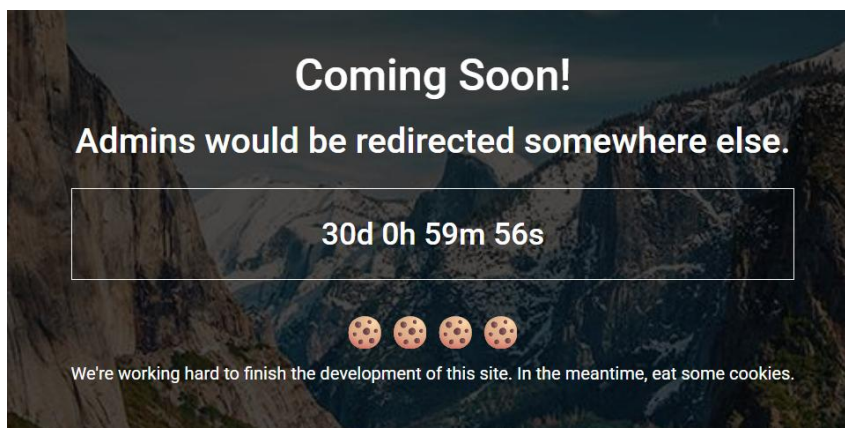 Coming Soon!
Admins would be redirected somewhere else.
30d 0h 59m 56s
We're working hard to finish the development of this site. In the meantime, eat some cookies.